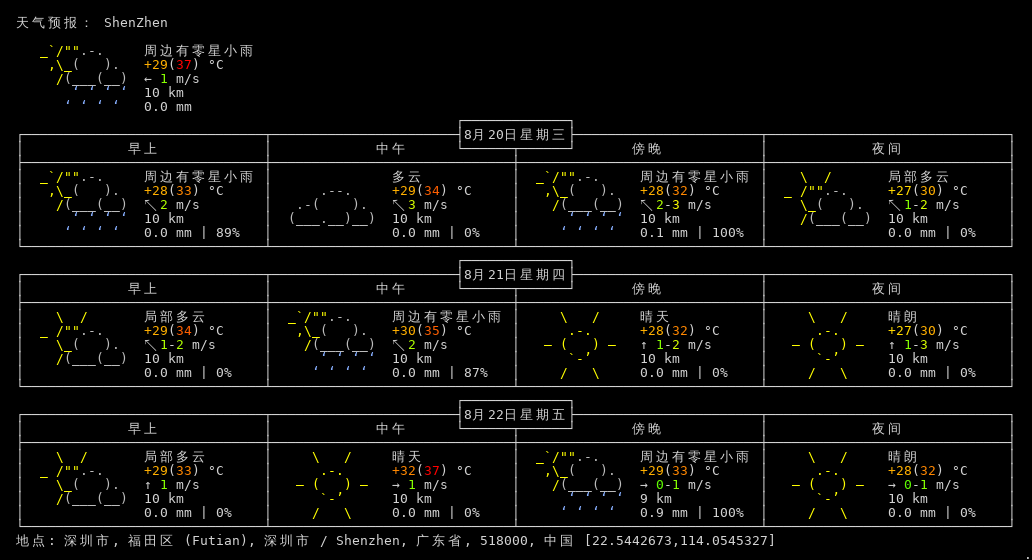 天气预报： ShenZhen
周边有零星小雨
+29(37) °C
← 1 m/s
10 km
0.0 mm
8月20日星期三
早上 中午 傍晚 夜间
周边有零星小雨 多云 周边有零星小雨 局部多云
+28(33) °C +29(34) °C +28(32) °C +27(30) °C
↖2 m/s ↖3 m/s ↖2-3 m/s ↖1-2 m/s
10 km 10 km 10 km 10 km
0.0 mm | 89% 0.0 mm | 0% 0.1 mm | 100% 0.0 mm | 0%
8月21日星期四
早上 中午 傍晚 夜间
局部多云 周边有零星小雨 晴天 晴朗
+29(34) °C +30(35) °C +28(32) °C +27(30) °C
↖1-2 m/s ↖2 m/s ↑ 1-2 m/s ↑ 1-3 m/s
10 km 10 km 10 km 10 km
0.0 mm | 0% 0.0 mm | 87% 0.0 mm | 0% 0.0 mm | 0%
8月22日星期五
早上 中午 傍晚 夜间
局部多云 晴天 周边有零星小雨 晴朗
+29(33) °C +32(37) °C +29(33) °C +28(32) °C
↑ 1 m/s → 1 m/s → 0-1 m/s → 0-1 m/s
10 km 10 km 9 km 10 km
0.0 mm | 0% 0.0 mm | 0% 0.9 mm | 100% 0.0 mm | 0%
地点: 深圳市, 福田区 (Futian), 深圳市 / Shenzhen, 广东省, 518000, 中国 [22.5442673,114.0545327]